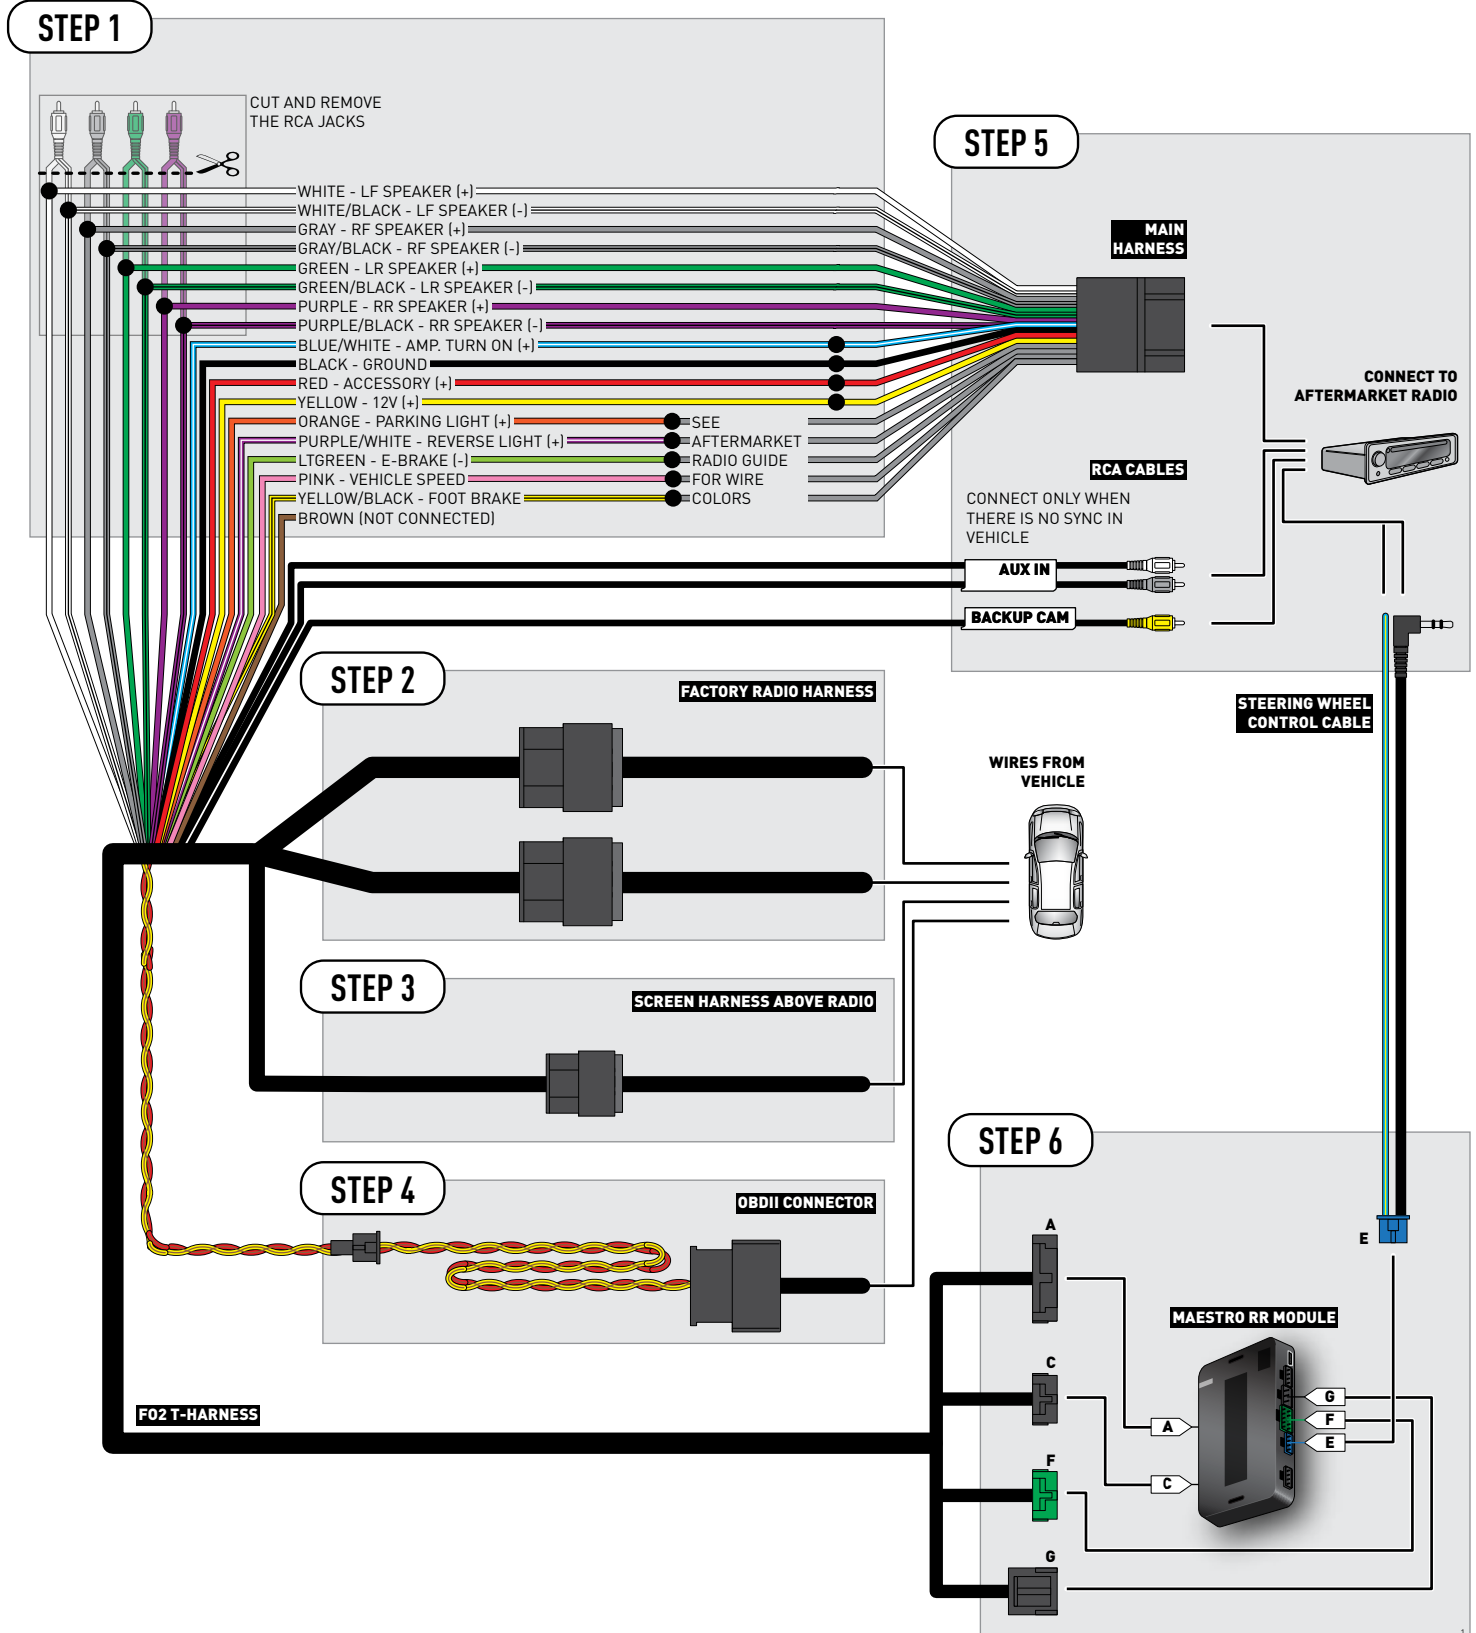 STEP 1
CUT AND REMOVE
THE RCA JACKS
WHITE - LF SPEAKER (+)
WHITE/BLACK - LF SPEAKER (-)
GRAY - RF SPEAKER (+)
GRAY/BLACK - RF SPEAKER (-)
GREEN - LR SPEAKER (+)
GREEN/BLACK - LR SPEAKER (-)
PURPLE - RR SPEAKER (+)
PURPLE/BLACK - RR SPEAKER (-)
BLUE/WHITE - AMP. TURN ON (+)
BLACK - GROUND
RED - ACCESSORY (+)
YELLOW - 12V (+)
ORANGE - PARKING LIGHT (+)
PURPLE/WHITE - REVERSE LIGHT (+)
LTGREEN - E-BRAKE (-)
PINK - VEHICLE SPEED
YELLOW/BLACK - FOOT BRAKE
BROWN (NOT CONNECTED)
SEE
AFTERMARKET
RADIO GUIDE
FOR WIRE
COLORS
STEP 5
MAIN
HARNESS
CONNECT TO
AFTERMARKET RADIO
RCA CABLES
CONNECT ONLY WHEN
THERE IS NO SYNC IN
VEHICLE
AUX IN
BACKUP CAM
STEERING WHEEL
CONTROL CABLE
STEP 2
FACTORY RADIO HARNESS
WIRES FROM
VEHICLE
STEP 3
SCREEN HARNESS ABOVE RADIO
STEP 4
OBDII CONNECTOR
F02 T-HARNESS
STEP 6
A
E
MAESTRO RR MODULE
C
G
F
A
E
F
C
G
1